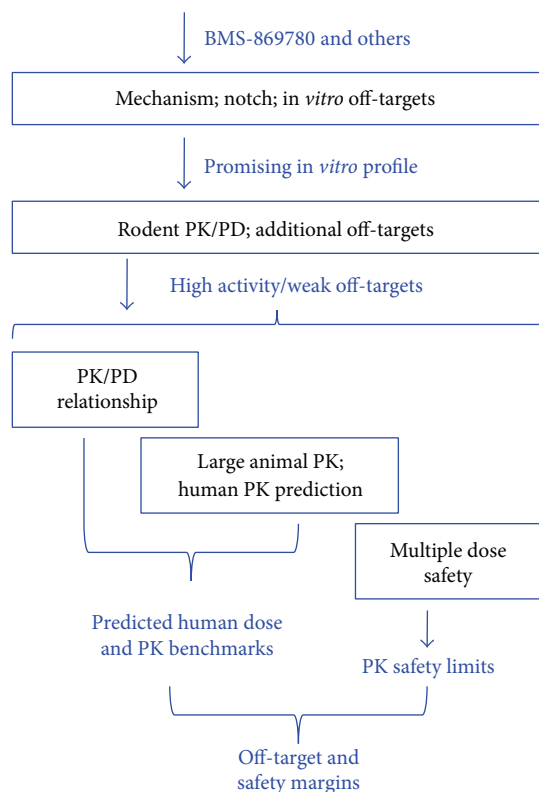 BMS-869780 and others
Mechanism; notch; in vitro off-targets
Promising in vitro profile
Rodent PK/PD; additional off-targets
High activity/weak off-targets
PK/PD
relationship
Large animal PK;
human PK prediction
Multiple dose
safety
Predicted human dose
and PK benchmarks
PK safety limits
Off-target and
safety margins